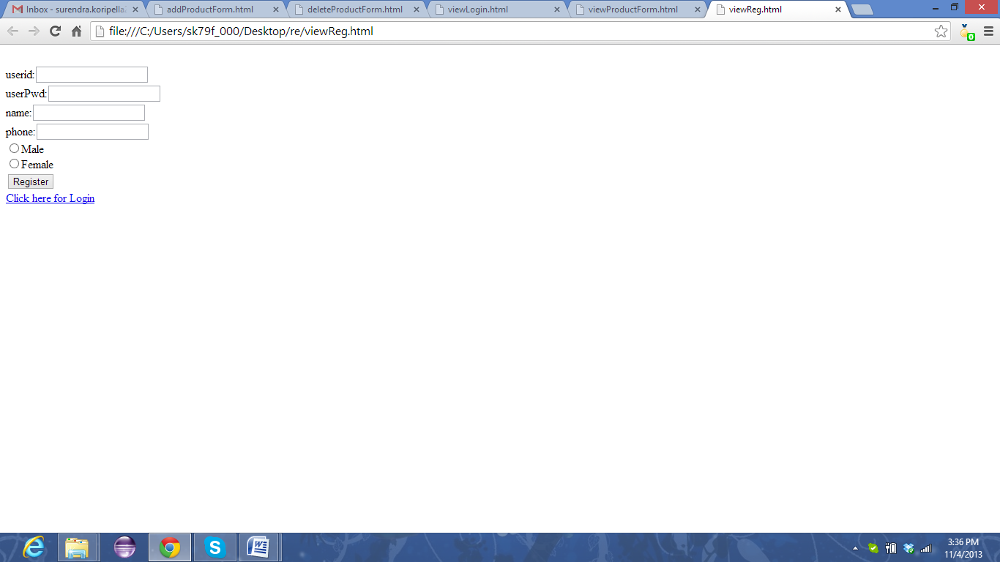 Inbox - surendra.koripella
addProductForm.html
deleteProductForm.html
viewLogin.html
viewProductForm.html
viewReg.html
file:///C:/Users/sk79f_000/Desktop/re/viewReg.html
0
userid:
userPwd:
name:
phone:
Male
Female
Register
Click here for Login
3:36 PM
11/4/2013